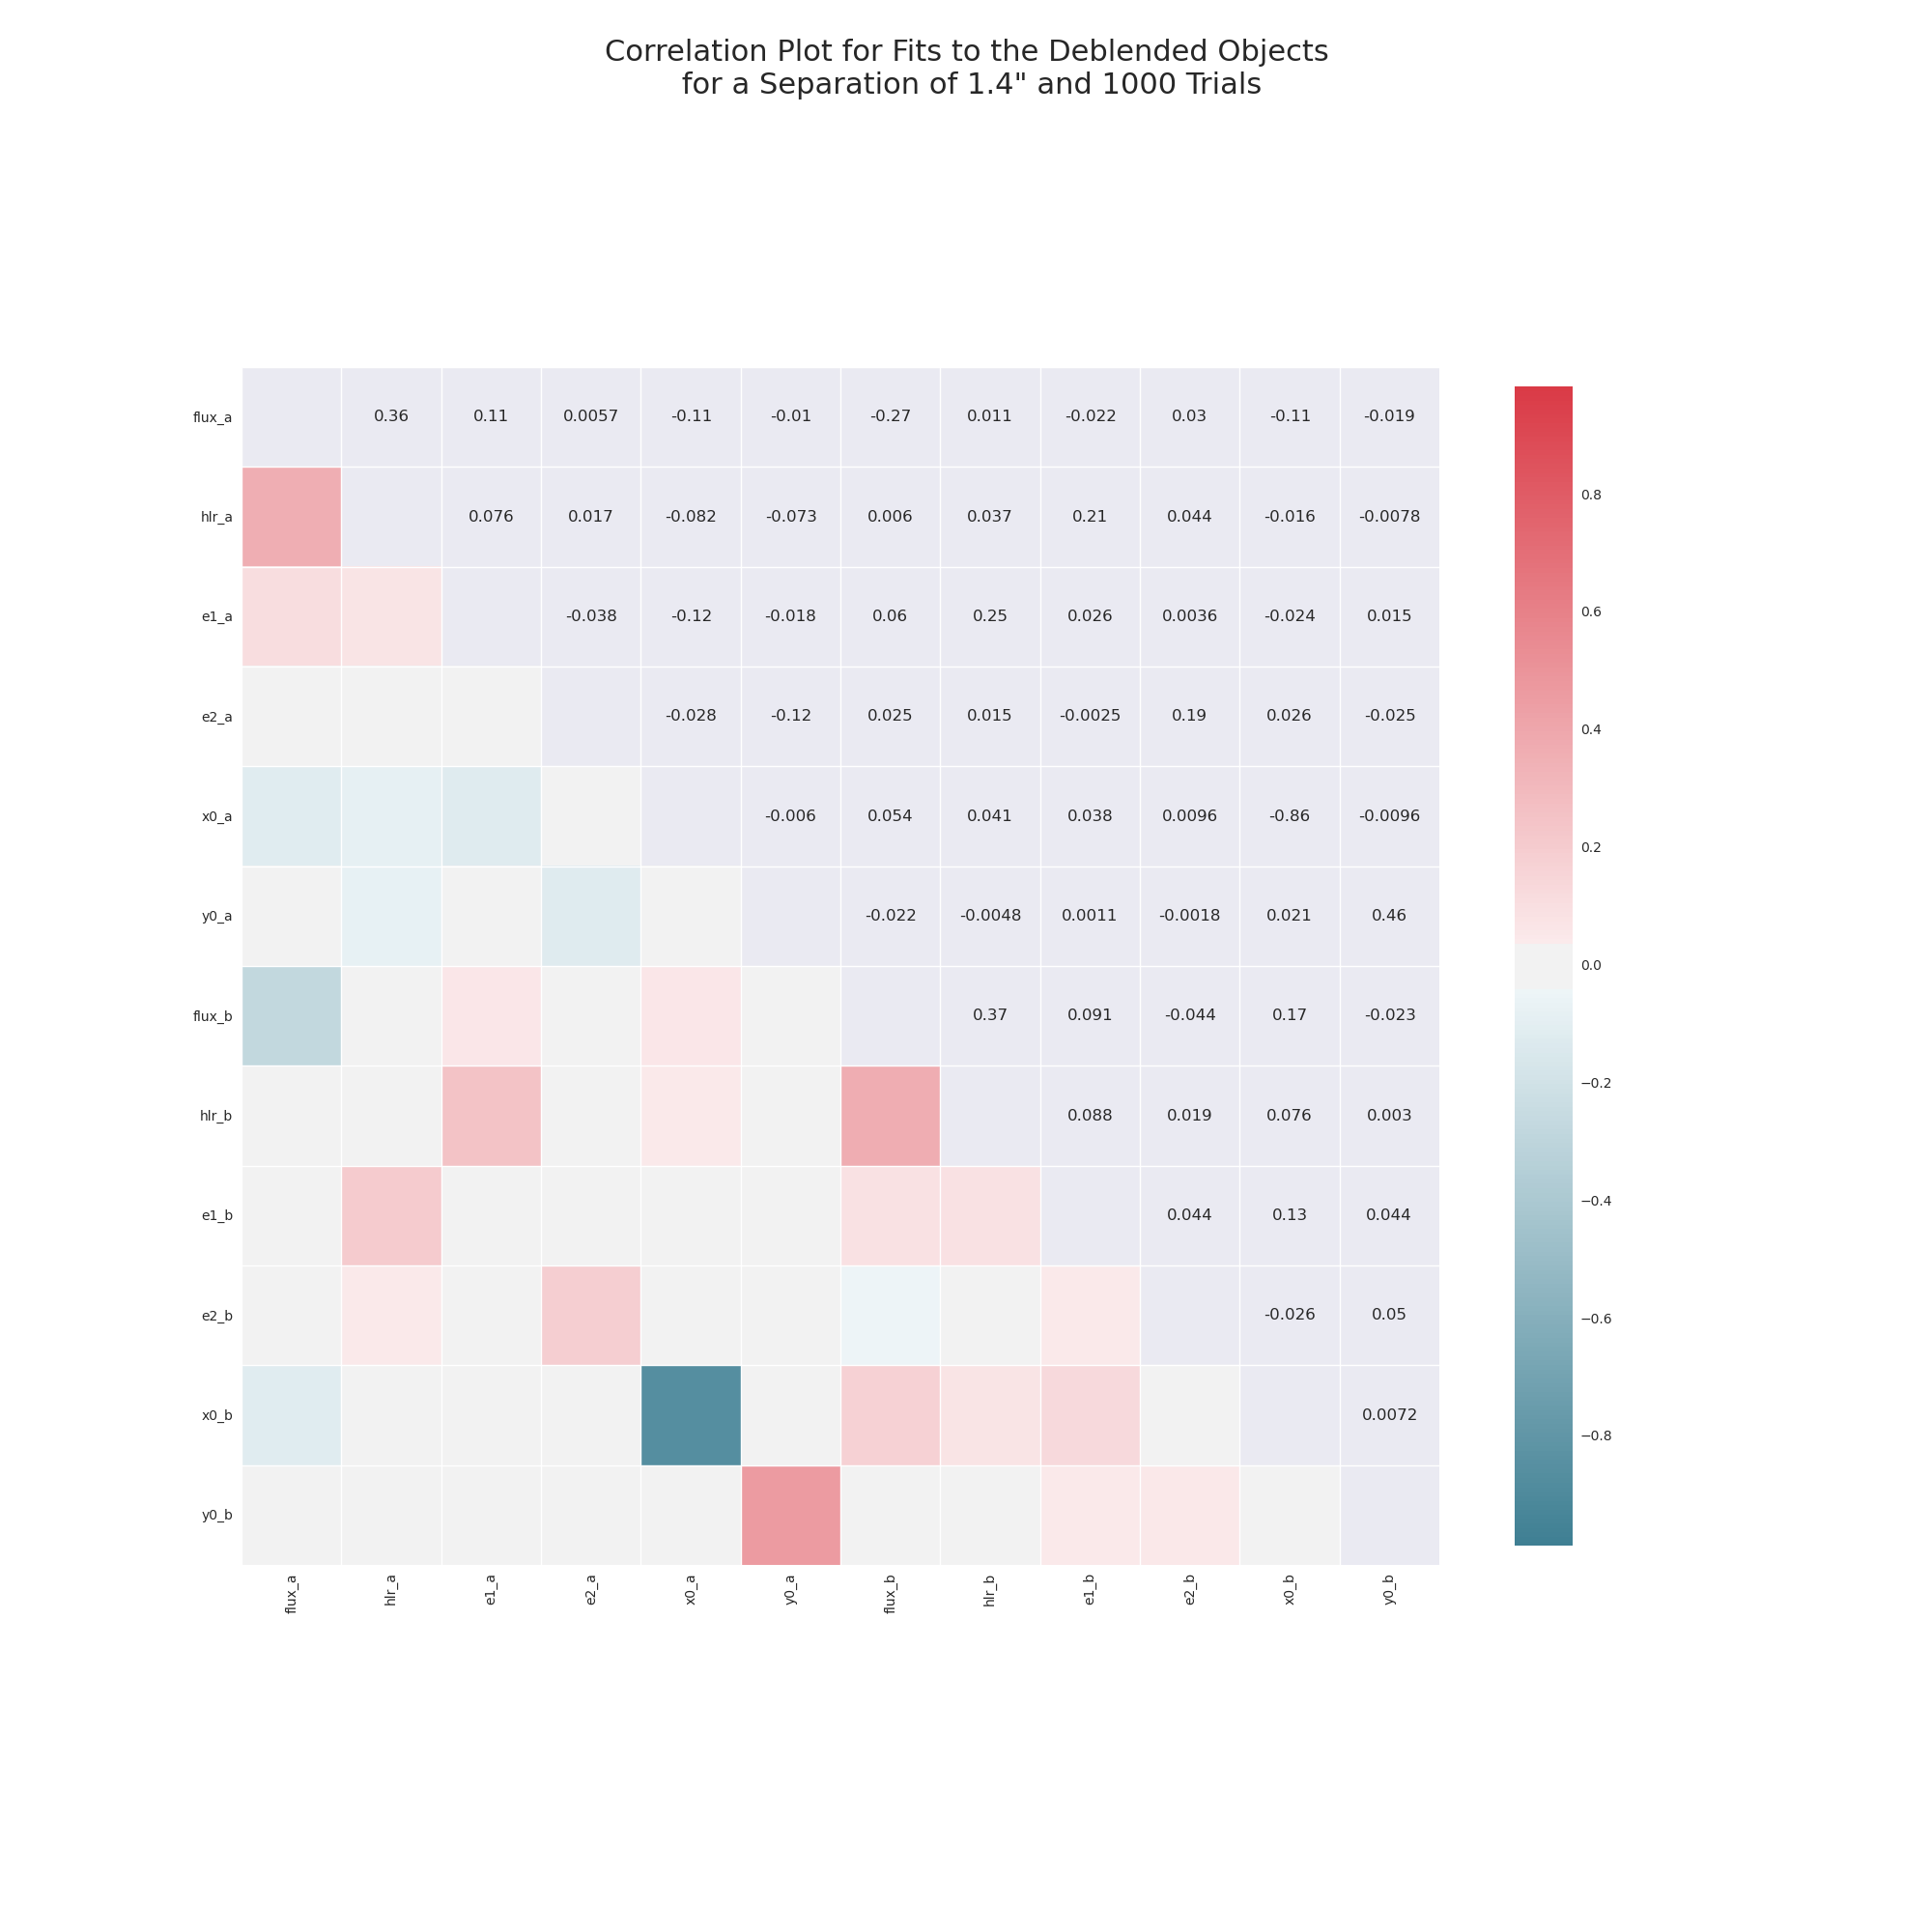 Correlation Plot for Fits to the Deblended Objects
for a Separation of 1.4" and 1000 Trials
flux_a 0.36 0.11 0.0057 -0.11 -0.01 -0.27 0.011 -0.022 0.03 -0.11 -0.019
hlr_a 0.076 0.017 -0.082 -0.073 0.006 0.037 0.21 0.044 -0.016 -0.0078
e1_a -0.038 -0.12 -0.018 0.06 0.25 0.026 0.0036 -0.024 0.015
e2_a -0.028 -0.12 0.025 0.015 -0.0025 0.19 0.026 -0.025
x0_a -0.006 0.054 0.041 0.038 0.0096 -0.86 -0.0096
y0_a -0.022 -0.0048 0.0011 -0.0018 0.021 0.46
flux_b 0.37 0.091 -0.044 0.17 -0.023
hlr_b 0.088 0.019 0.076 0.003
e1_b 0.044 0.13 0.044
e2_b -0.026 0.05
x0_b 0.0072
y0_b
flux_a hlr_a e1_a e2_a x0_a y0_a flux_b hlr_b e1_b e2_b x0_b y0_b
0.8
0.6
0.4
0.2
0.0
−0.2
−0.4
−0.6
−0.8